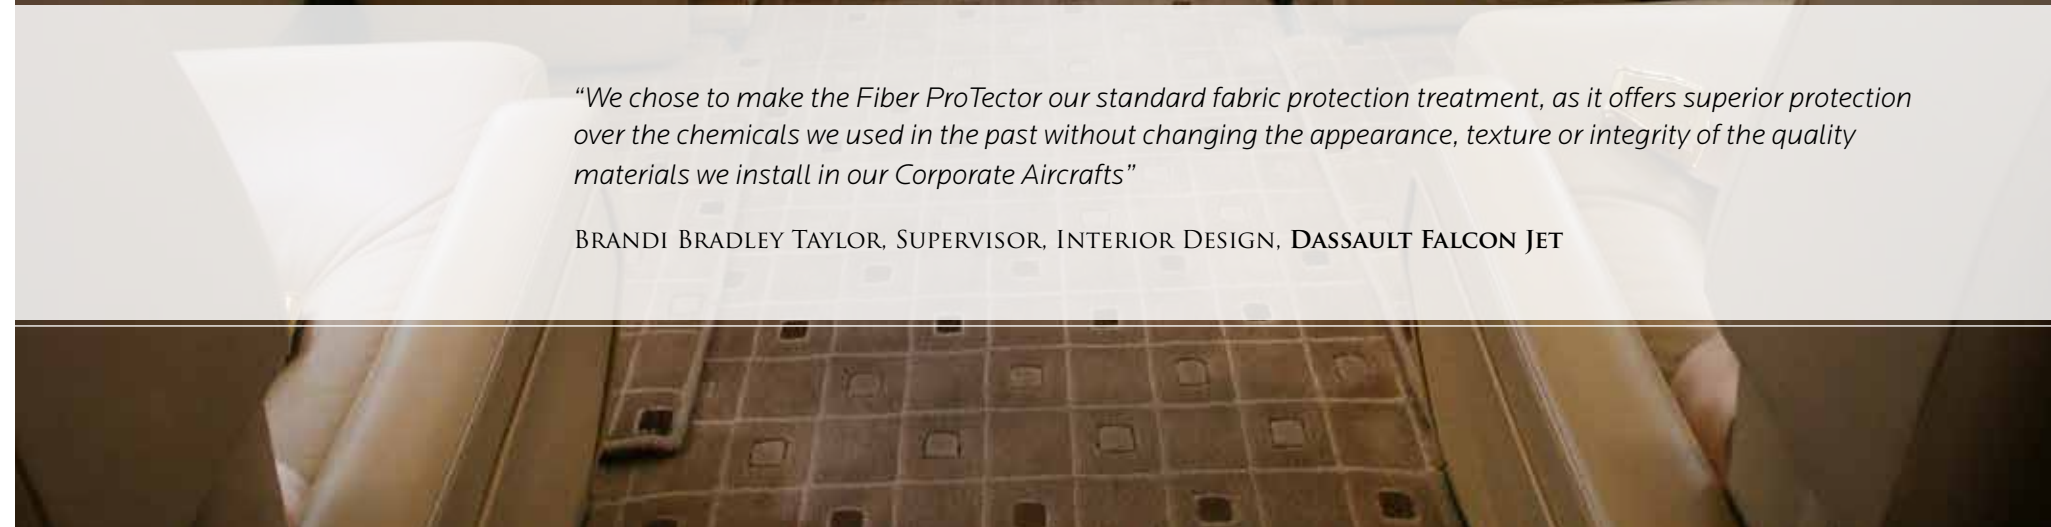 “We chose to make the Fiber ProTector our standard fabric protection treatment, as it offers superior protection
over the chemicals we used in the past without changing the appearance, texture or integrity of the quality
materials we install in our Corporate Aircrafts”
Brandi Bradley Taylor, Supervisor, Interior Design, Dassault Falcon Jet